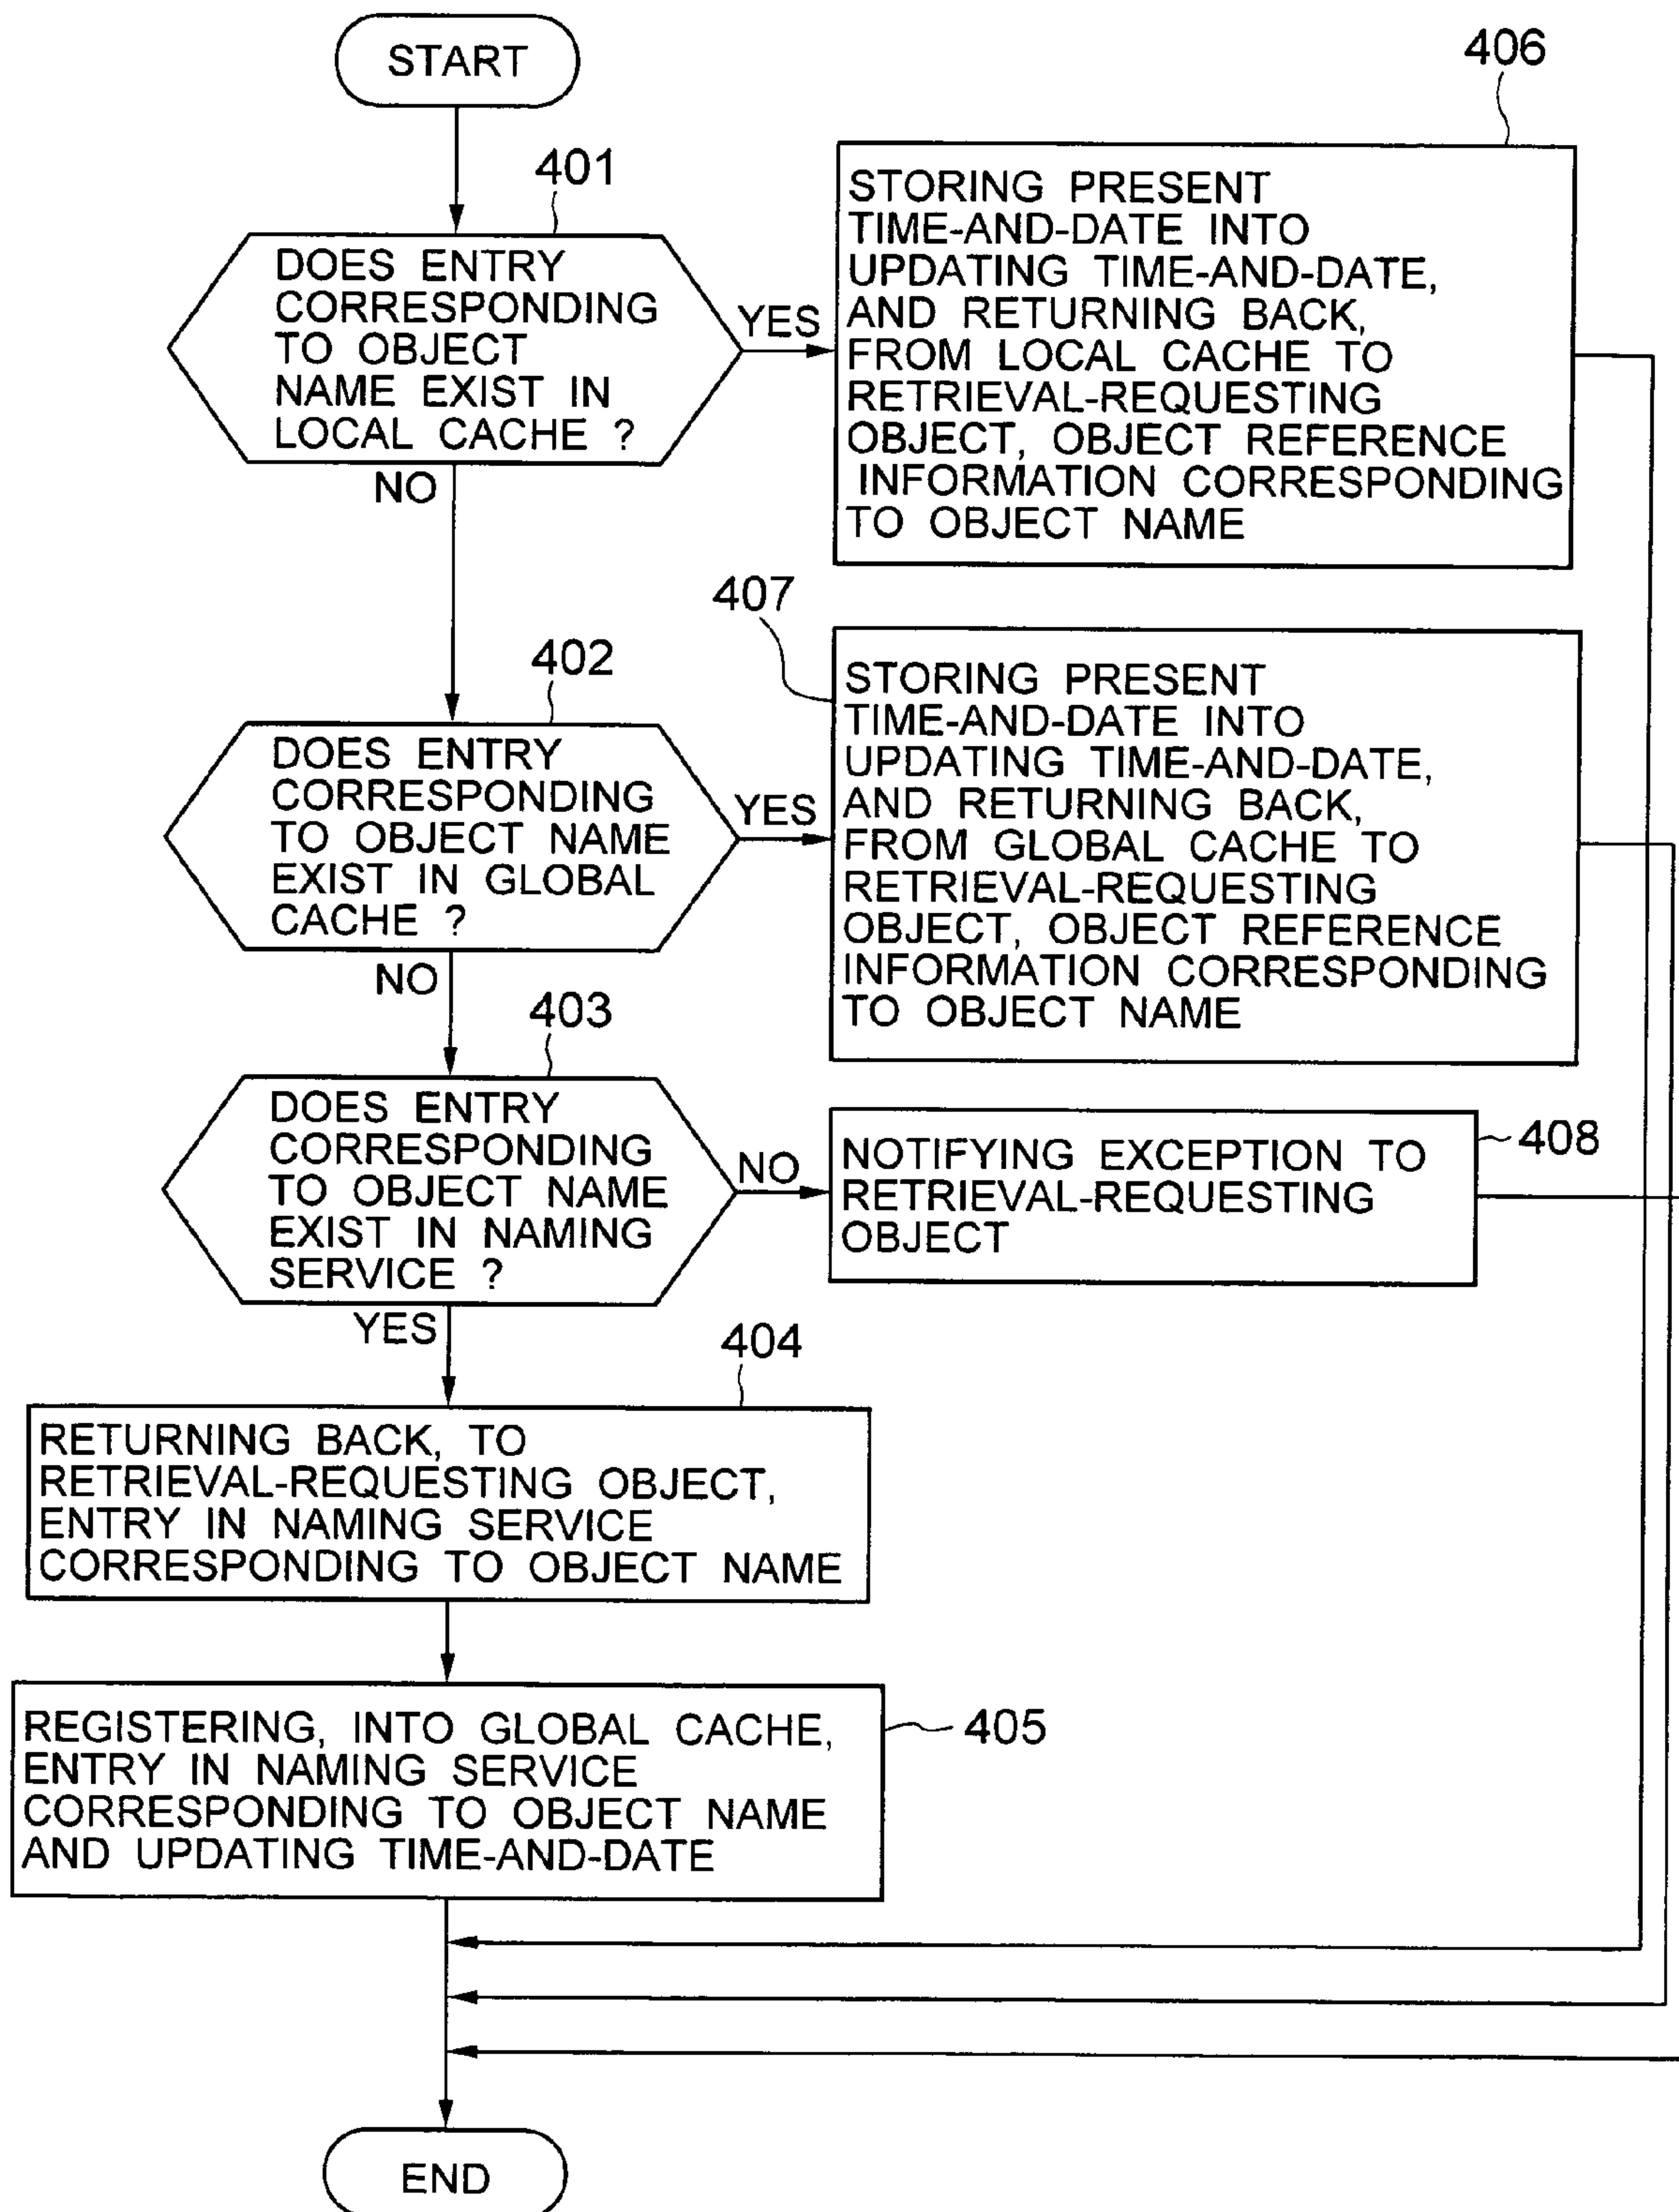 START
401
DOES ENTRY
CORRESPONDING
TO OBJECT
NAME EXIST IN
LOCAL CACHE ?
YES
NO
406
STORING PRESENT
TIME-AND-DATE INTO
UPDATING TIME-AND-DATE,
AND RETURNING BACK,
FROM LOCAL CACHE TO
RETRIEVAL-REQUESTING
OBJECT, OBJECT REFERENCE
INFORMATION CORRESPONDING
TO OBJECT NAME
402
DOES ENTRY
CORRESPONDING
TO OBJECT NAME
EXIST IN GLOBAL
CACHE ?
YES
NO
407
STORING PRESENT
TIME-AND-DATE INTO
UPDATING TIME-AND-DATE,
AND RETURNING BACK,
FROM GLOBAL CACHE TO
RETRIEVAL-REQUESTING
OBJECT, OBJECT REFERENCE
INFORMATION CORRESPONDING
TO OBJECT NAME
403
DOES ENTRY
CORRESPONDING
TO OBJECT NAME
EXIST IN NAMING
SERVICE ?
NO
YES
NOTIFYING EXCEPTION TO
RETRIEVAL-REQUESTING
OBJECT
408
404
RETURNING BACK, TO
RETRIEVAL-REQUESTING OBJECT,
ENTRY IN NAMING SERVICE
CORRESPONDING TO OBJECT NAME
REGISTERING, INTO GLOBAL CACHE,
ENTRY IN NAMING SERVICE
CORRESPONDING TO OBJECT NAME
AND UPDATING TIME-AND-DATE
405
END